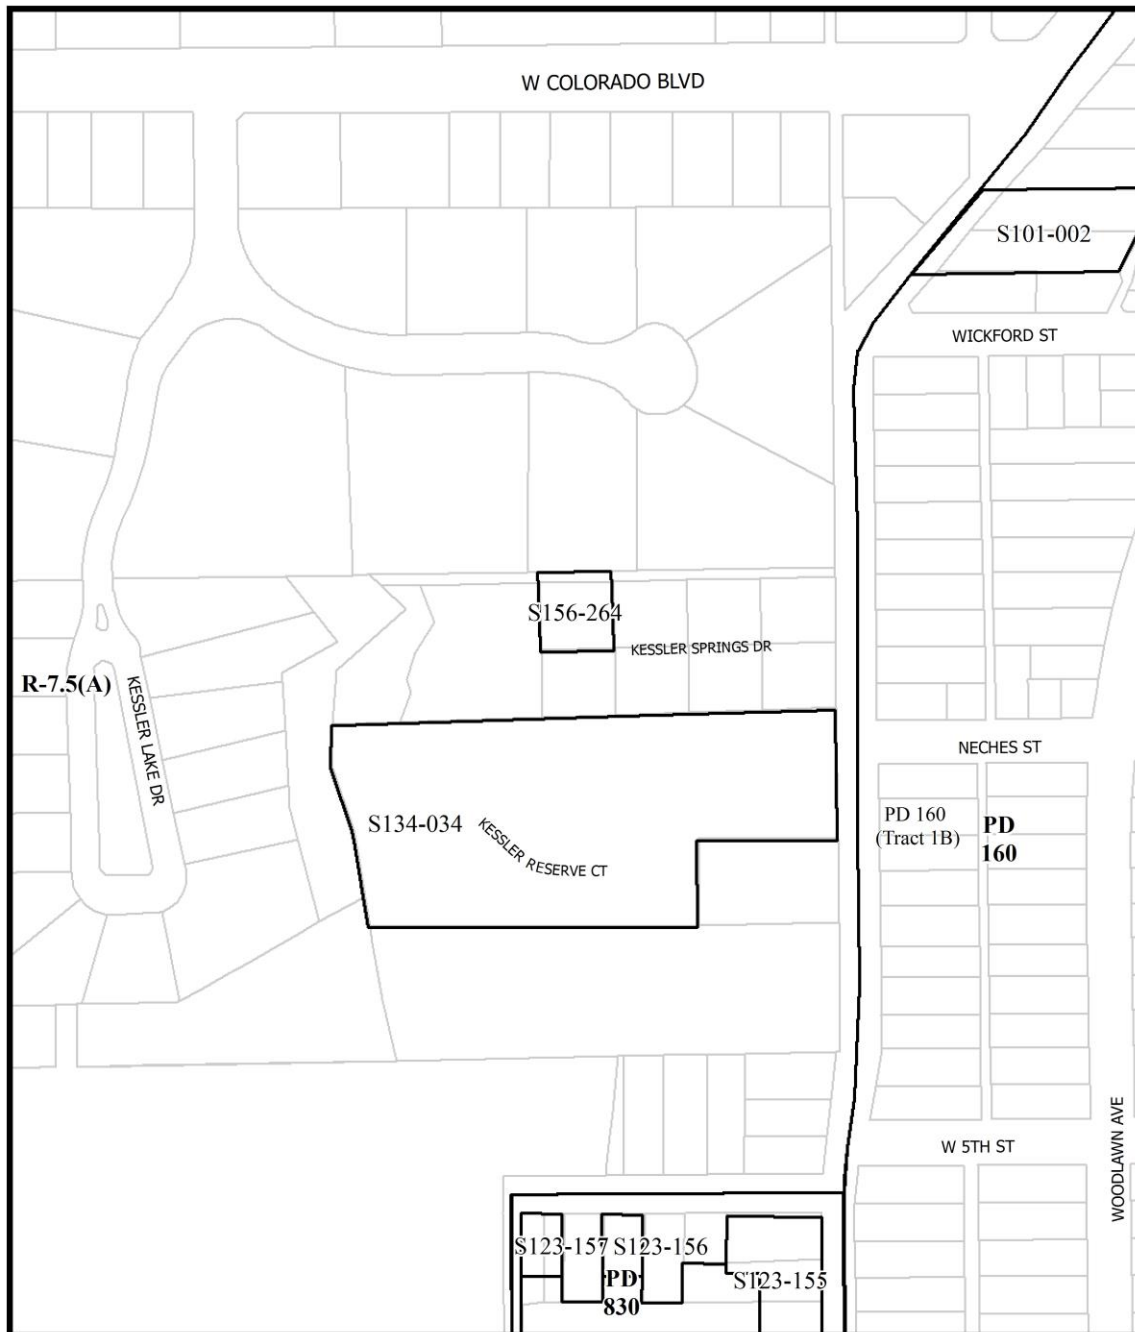 W COLORADO BLVD
S101-002
WICKFORD ST
S156-264
KESSLER SPRINGS DR
R-7.5(A)
KESSLER LAKE DR
NECHES ST
S134-034
KESSLER RESERVE CT
PD 160
(Tract 1B)
PD
160
WOODLAWN AVE
W 5TH ST
S123-157
S123-156
S123-155
PD
830